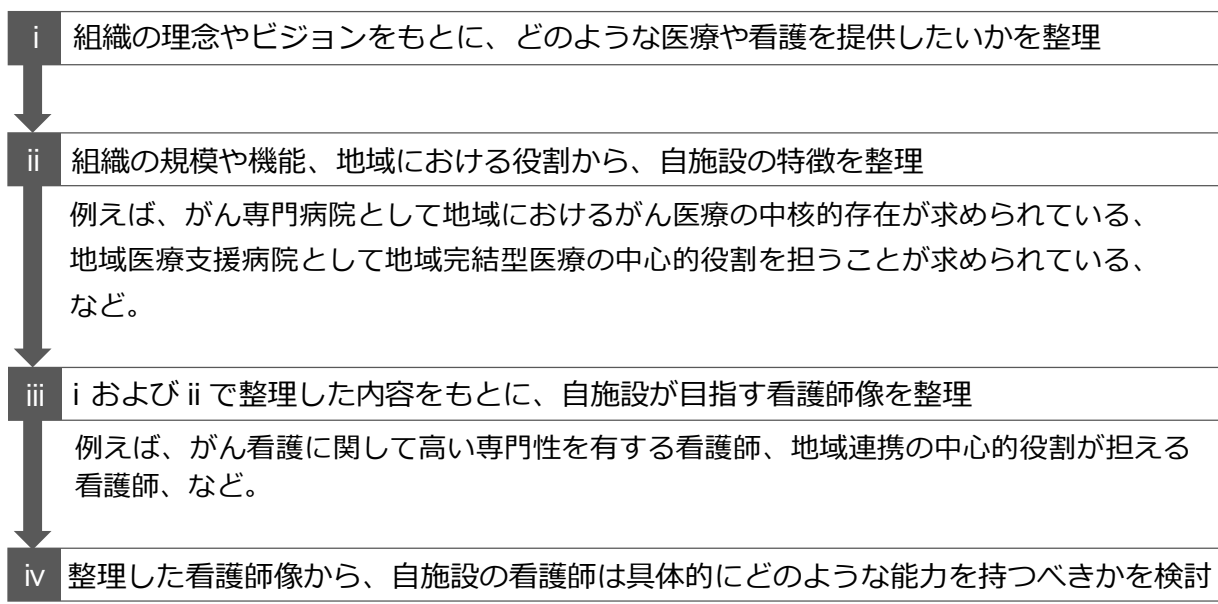 ⅰ 組織の理念やビジョンをもとに、どのような医療や看護を提供したいかを整理
ⅱ 組織の規模や機能、地域における役割から、自施設の特徴を整理
例えば、がん専門病院として地域におけるがん医療の中核的存在が求められている、
地域医療支援病院として地域完結型医療の中心的役割を担うことが求められている、
など。
ⅲ ⅰおよびⅱで整理した内容をもとに、自施設が目指す看護師像を整理
例えば、がん看護に関して高い専門性を有する看護師、地域連携の中心的役割が担える
看護師、など。
ⅳ 整理した看護師像から、自施設の看護師は具体的にどのような能力を持つべきかを検討